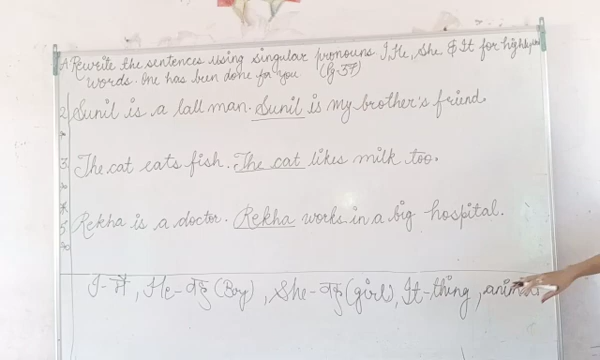 A Rewrite the sentences using singular pronouns I, He, She & It for highlighted
words. One has been done for you (Pg-37)
2. Sunil is a lall man. Sunil is my brother's friend.
3. The cat eats fish. The cat likes milk too.
5. Rekha is a doctor. Rekha works in a big hospital.
I-मैं, He-वह (Boy), She-वह (girl), It-thing, animal